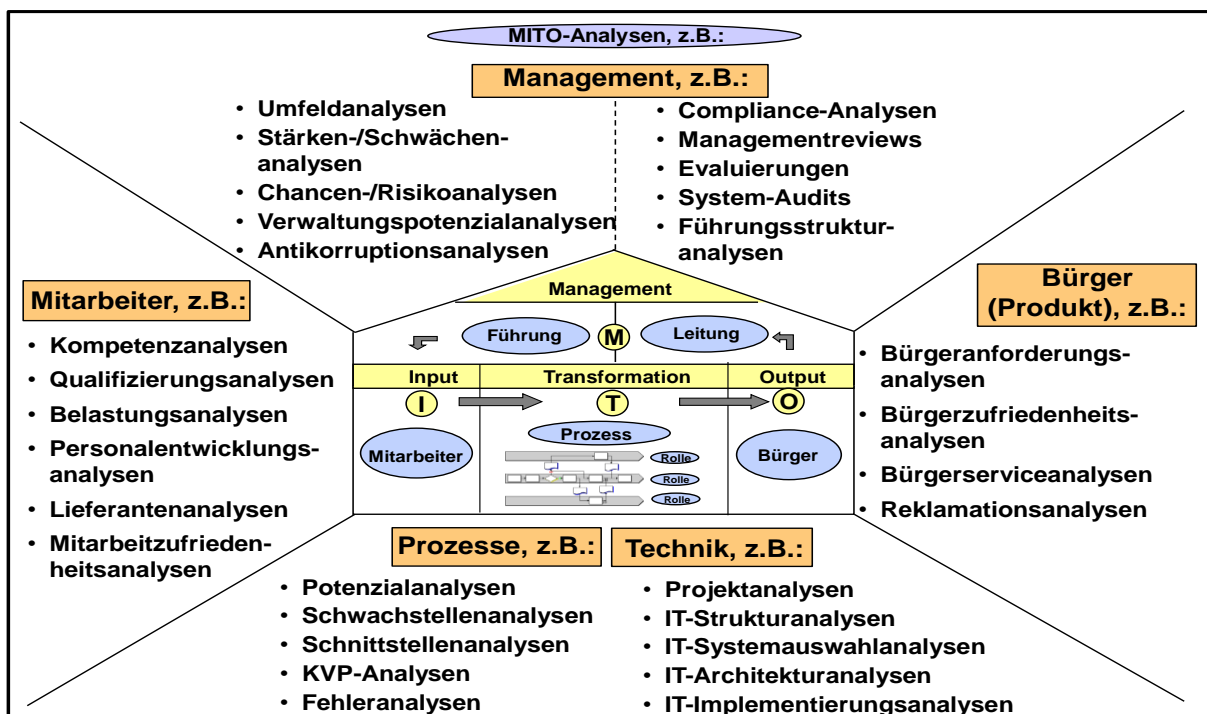 MITO-Analysen, z.B.:
Management, z.B.:
• Umfeldanalysen
• Stärken-/Schwächen-
analysen
• Chancen-/Risikoanalysen
• Verwaltungspotenzialanalysen
• Antikorruptionsanalysen
• Compliance-Analysen
• Managementreviews
• Evaluierungen
• System-Audits
• Führungsstruktur-
analysen
Mitarbeiter, z.B.:
• Kompetenzanalysen
• Qualifizierungsanalysen
• Belastungsanalysen
• Personalentwicklungs-
analysen
• Lieferantenanalysen
• Mitarbeitzufrieden-
heitsanalysen
Management
Führung
M
Leitung
Input
Transformation
Output
I
T
O
Mitarbeiter
Prozess
Rolle
Rolle
Rolle
Bürger
Bürger
(Produkt), z.B.:
• Bürgeranforderungs-
analysen
• Bürgerzufriedenheits-
analysen
• Bürgerserviceanalysen
• Reklamationsanalysen
Prozesse, z.B.:
• Potenzialanalysen
• Schwachstellenanalysen
• Schnittstellenanalysen
• KVP-Analysen
• Fehleranalysen
Technik, z.B.:
• Projektanalysen
• IT-Strukturanalysen
• IT-Systemauswahlanalysen
• IT-Architekturanalysen
• IT-Implementierungsanalysen